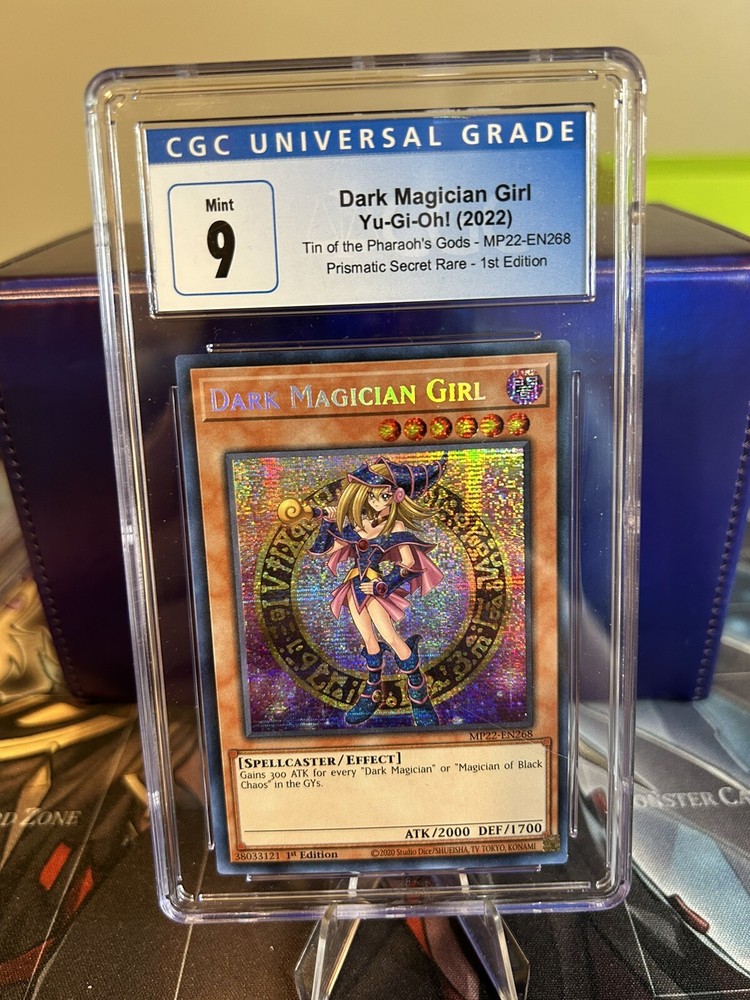 CGC UNIVERSAL GRADE
Mint
9
Dark Magician Girl
Yu-Gi-Oh! (2022)
Tin of the Pharaoh's Gods - MP22-EN268
Prismatic Secret Rare - 1st Edition
DARK MAGICIAN GIRL
闇
MP22-EN268
[SPELLCASTER/EFFECT]
Gains 300 ATK for every "Dark Magician" or "Magician of Black
Chaos" in the GYs.
ATK/2000 DEF/1700
38033121 1st Edition ©2020 Studio Dice/SHUEISHA, TV TOKYO, KONAMI
ZONE